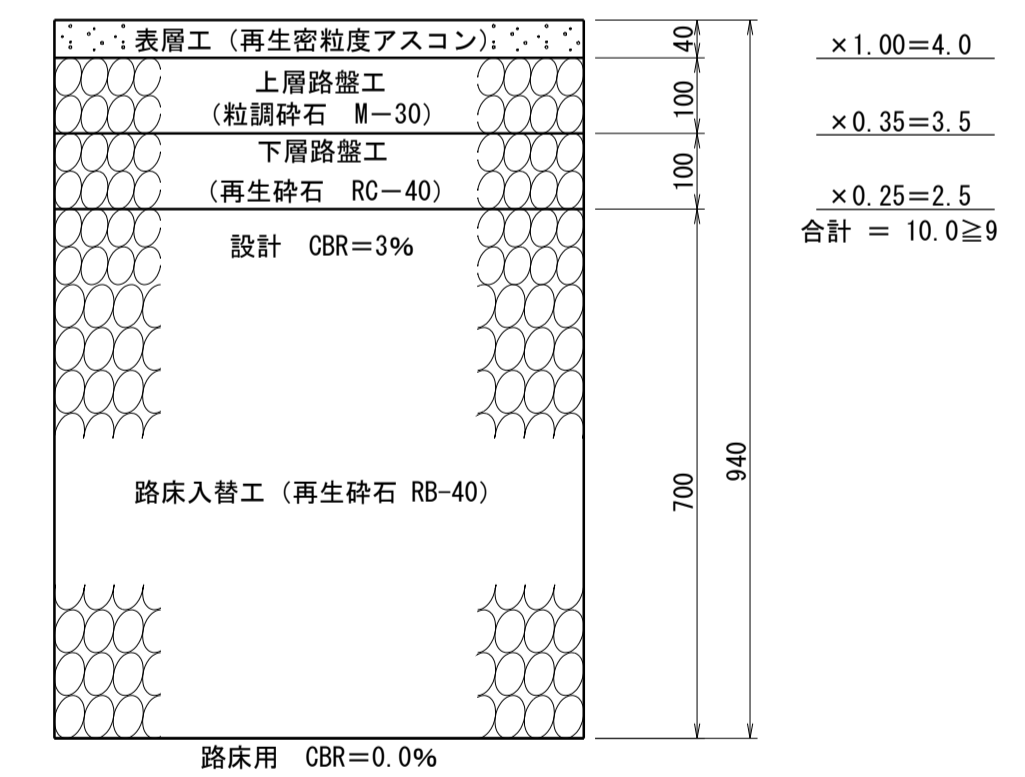 表層工（再生密粒度アスコン）
40
×1.00=4.0
上層路盤工
（粒調砕石　M－30）
100
×0.35=3.5
下層路盤工
（再生砕石　RC－40）
100
×0.25=2.5
合計 = 10.0≧9
設計　CBR=3%
路床入替工（再生砕石 RB-40）
700
940
路床用　CBR=0.0%